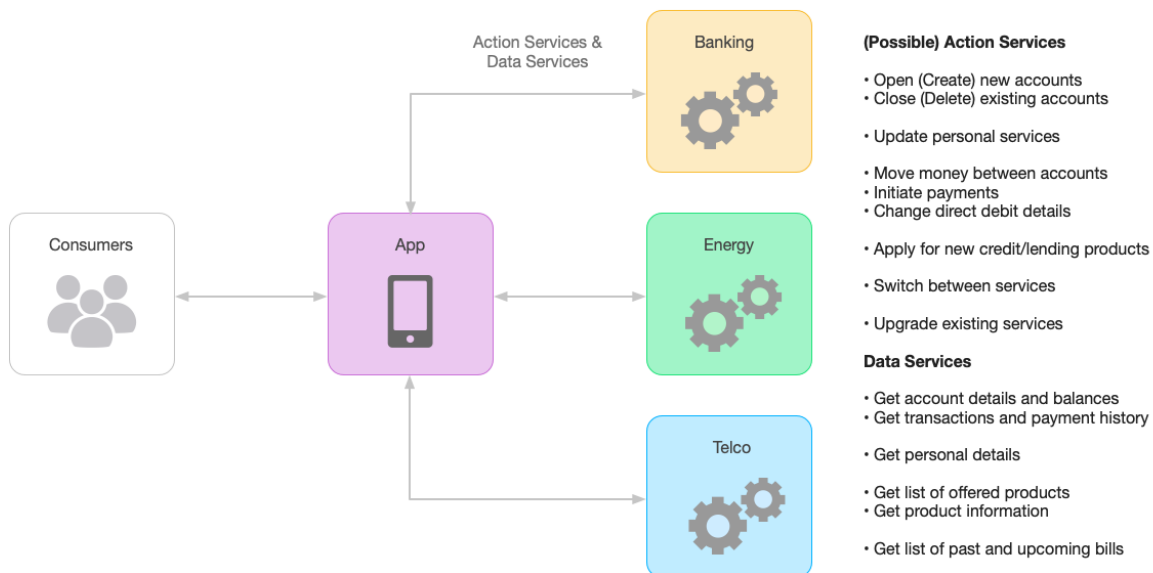 Action Services &
Data Services
Banking
Consumers
App
Energy
Telco
(Possible) Action Services
• Open (Create) new accounts
• Close (Delete) existing accounts
• Update personal services
• Move money between accounts
• Initiate payments
• Change direct debit details
• Apply for new credit/lending products
• Switch between services
• Upgrade existing services
Data Services
• Get account details and balances
• Get transactions and payment history
• Get personal details
• Get list of offered products
• Get product information
• Get list of past and upcoming bills